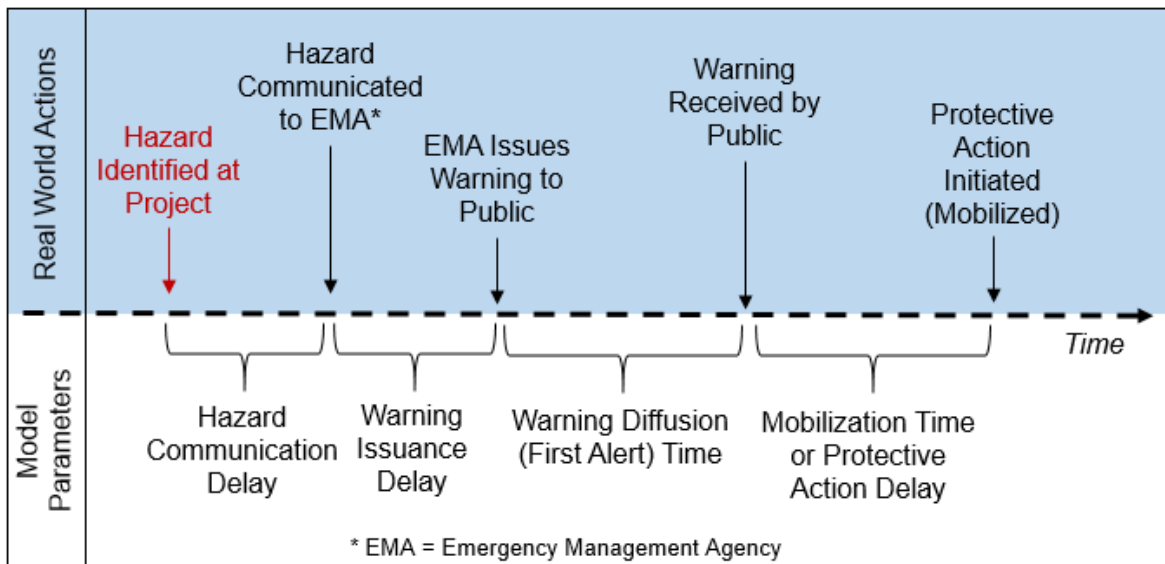 Real World Actions
Hazard
Identified at
Project
Hazard
Communicated
to EMA*
EMA Issues
Warning to
Public
Warning
Received by
Public
Protective
Action
Initiated
(Mobilized)
Time
Model
Parameters
Hazard
Communication
Delay
Warning
Issuance
Delay
Warning Diffusion
(First Alert) Time
Mobilization Time
or Protective
Action Delay
* EMA = Emergency Management Agency